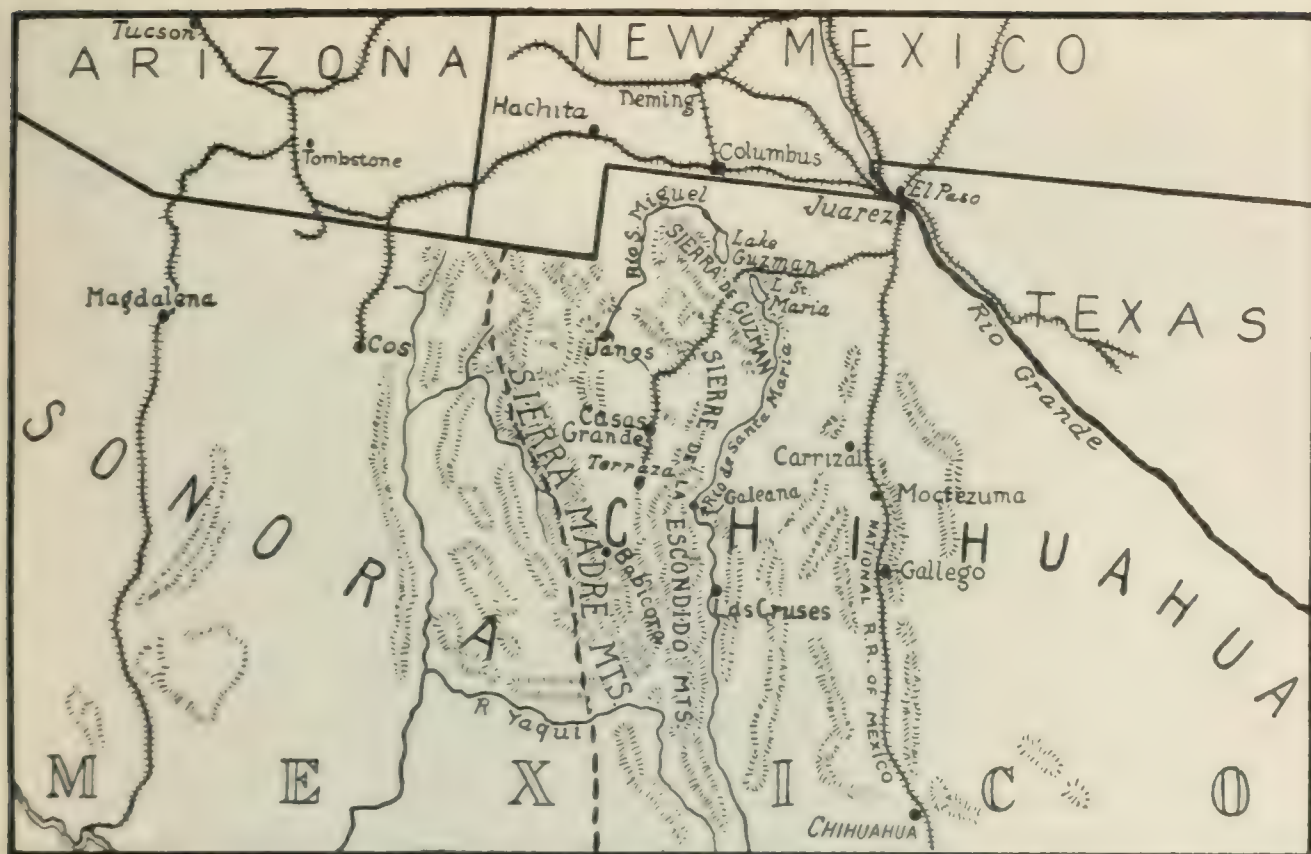 ARIZONA
NEW MEXICO
Tucson
Deming
Hachita
Tombstone
Columbus
El Paso
Juarez
Rio S. Miguel
Lake
Guzman
SIERRA DE GUZMAN
L. St.
Maria
TEXAS
Rio Grande
Magdalena
Cos
Janos
SONORA
SIERRA MADRE MTS.
Casas
Grande
Terraza
SIERRE DE LA ESCONDIDO MTS.
Rio de Santa Maria
Galeana
Carrizal
Moctezuma
CHIHUAHUA
Babicora
Las Cruses
Gallego
NATIONAL R.R. OF MEXICO
R Yaqui
MEXICO
CHIHUAHUA